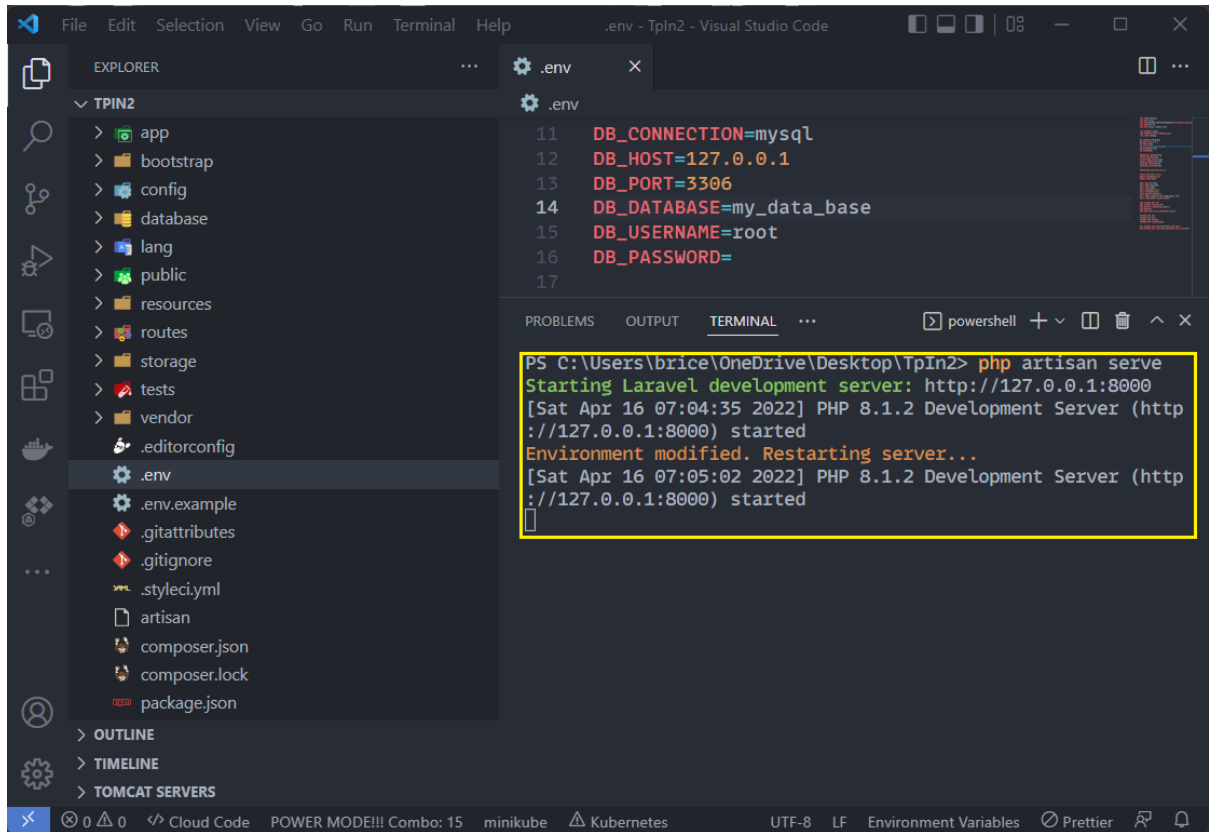 File Edit Selection View Go Run Terminal Help .env - TpIn2 - Visual Studio Code
EXPLORER
TPIN2
app
bootstrap
config
database
lang
public
resources
routes
storage
tests
vendor
.editorconfig
.env
.env.example
.gitattributes
.gitignore
.styleci.yml
artisan
composer.json
composer.lock
package.json
OUTLINE
TIMELINE
TOMCAT SERVERS
.env
.env
11 DB_CONNECTION=mysql
12 DB_HOST=127.0.0.1
13 DB_PORT=3306
14 DB_DATABASE=my_data_base
15 DB_USERNAME=root
16 DB_PASSWORD=
17
PROBLEMS OUTPUT TERMINAL ··· powershell
PS C:\Users\brice\OneDrive\Desktop\TpIn2> php artisan serve
Starting Laravel development server: http://127.0.0.1:8000
[Sat Apr 16 07:04:35 2022] PHP 8.1.2 Development Server (http
://127.0.0.1:8000) started
Environment modified. Restarting server...
[Sat Apr 16 07:05:02 2022] PHP 8.1.2 Development Server (http
://127.0.0.1:8000) started
0 0 Cloud Code POWER MODE!!! Combo: 15 minikube Kubernetes UTF-8 LF Environment Variables Prettier